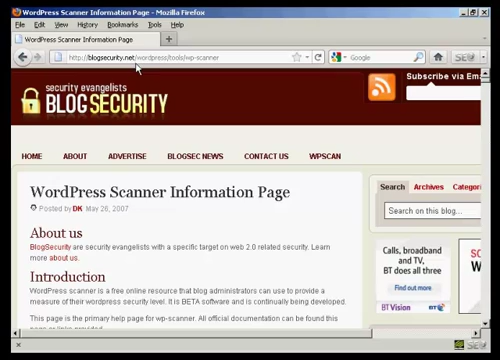 WordPress Scanner Information Page - Mozilla Firefox
File Edit View History Bookmarks Tools Help
WordPress Scanner Information Page
http://blogsecurity.net/wordpress/tools/wp-scanner
Google
Subscribe via Ema
security evangelists
BLOGSECURITY
HOME ABOUT ADVERTISE BLOGSEC NEWS CONTACT US WPSCAN
WordPress Scanner Information Page
Posted by DK May 26, 2007
About us
BlogSecurity are security evangelists with a specific target on web 2.0 related security. Learn
more about us.
Introduction
WordPress scanner is a free online resource that blog administrators can use to provide a
measure of their wordpress security level. It is BETA software and is continually being developed.
This page is the primary help page for wp-scanner. All official documentation can be found at this
Search Archives Categori
Search on this blog...
Calls, broadband
and TV,
BT does all three
Find out more
BT Vision BT